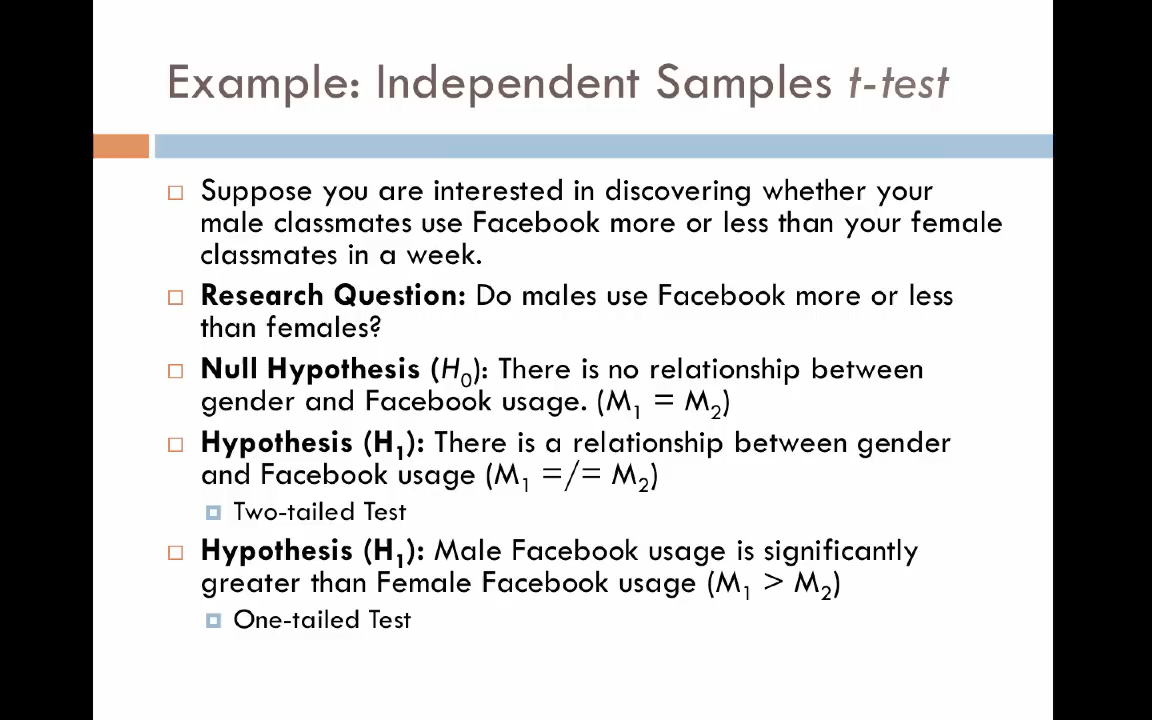 Example: Independent Samples t-test
Suppose you are interested in discovering whether your
male classmates use Facebook more or less than your female
classmates in a week.
Research Question: Do males use Facebook more or less
than females?
Null Hypothesis (H0): There is no relationship between
gender and Facebook usage. (M1 = M2)
Hypothesis (H1): There is a relationship between gender
and Facebook usage (M1 =/= M2)
Two-tailed Test
Hypothesis (H1): Male Facebook usage is significantly
greater than Female Facebook usage (M1 > M2)
One-tailed Test